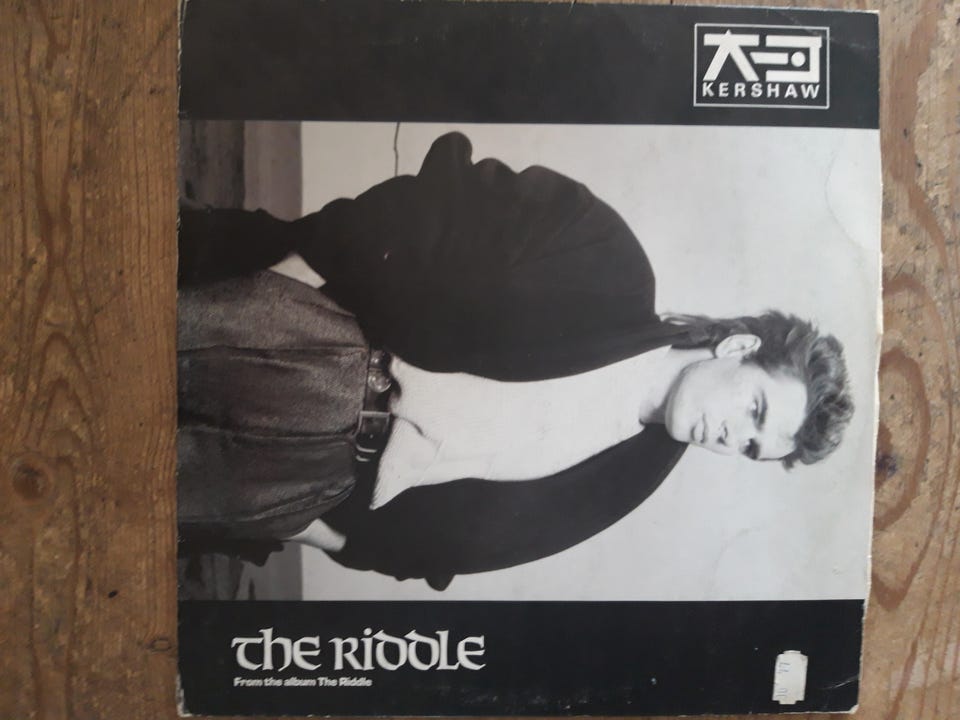 KERSHAW
The Riddle
From the album The Riddle